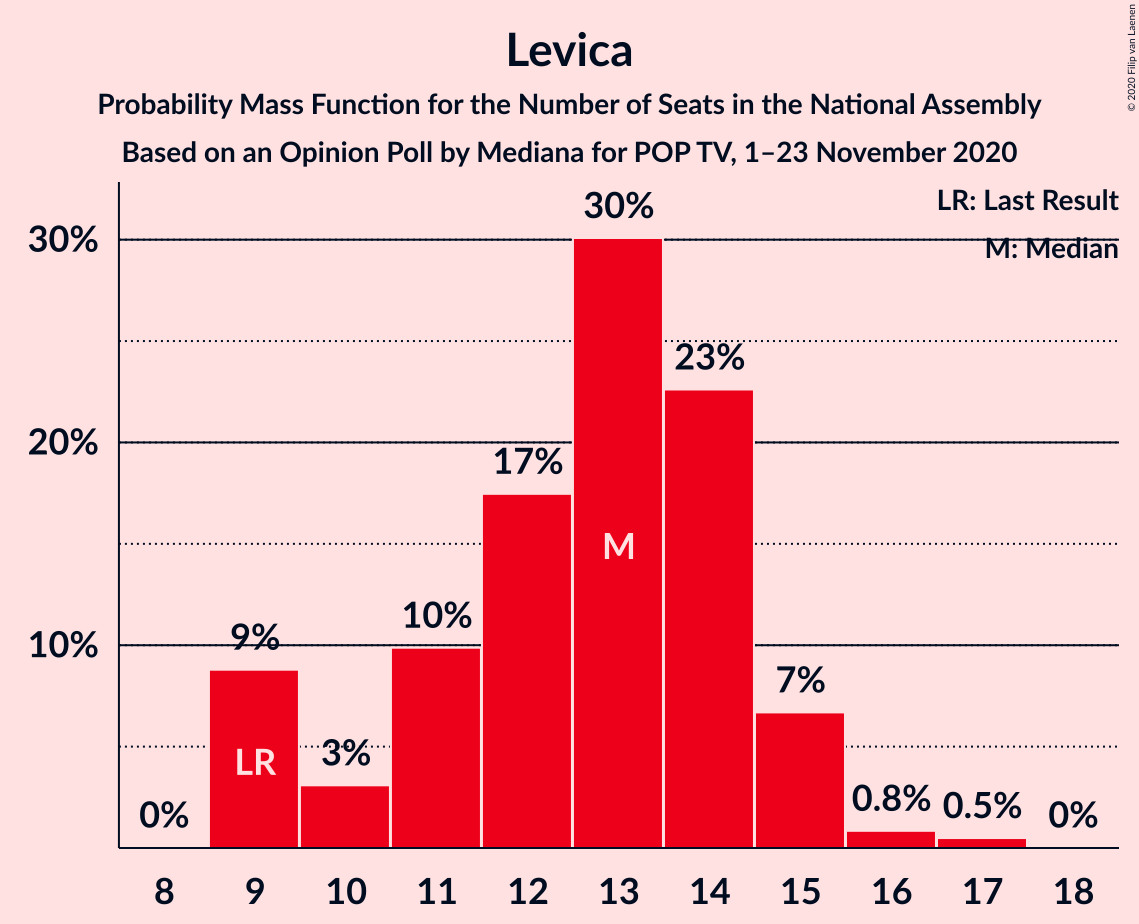 Levica
Probability Mass Function for the Number of Seats in the National Assembly
Based on an Opinion Poll by Mediana for POP TV, 1–23 November 2020
© 2020 Filip van Laenen
LR: Last Result
M: Median
30%
20%
10%
0%
9%
3%
10%
17%
30%
23%
7%
0.8%
0.5%
0%
LR
M
8 9 10 11 12 13 14 15 16 17 18